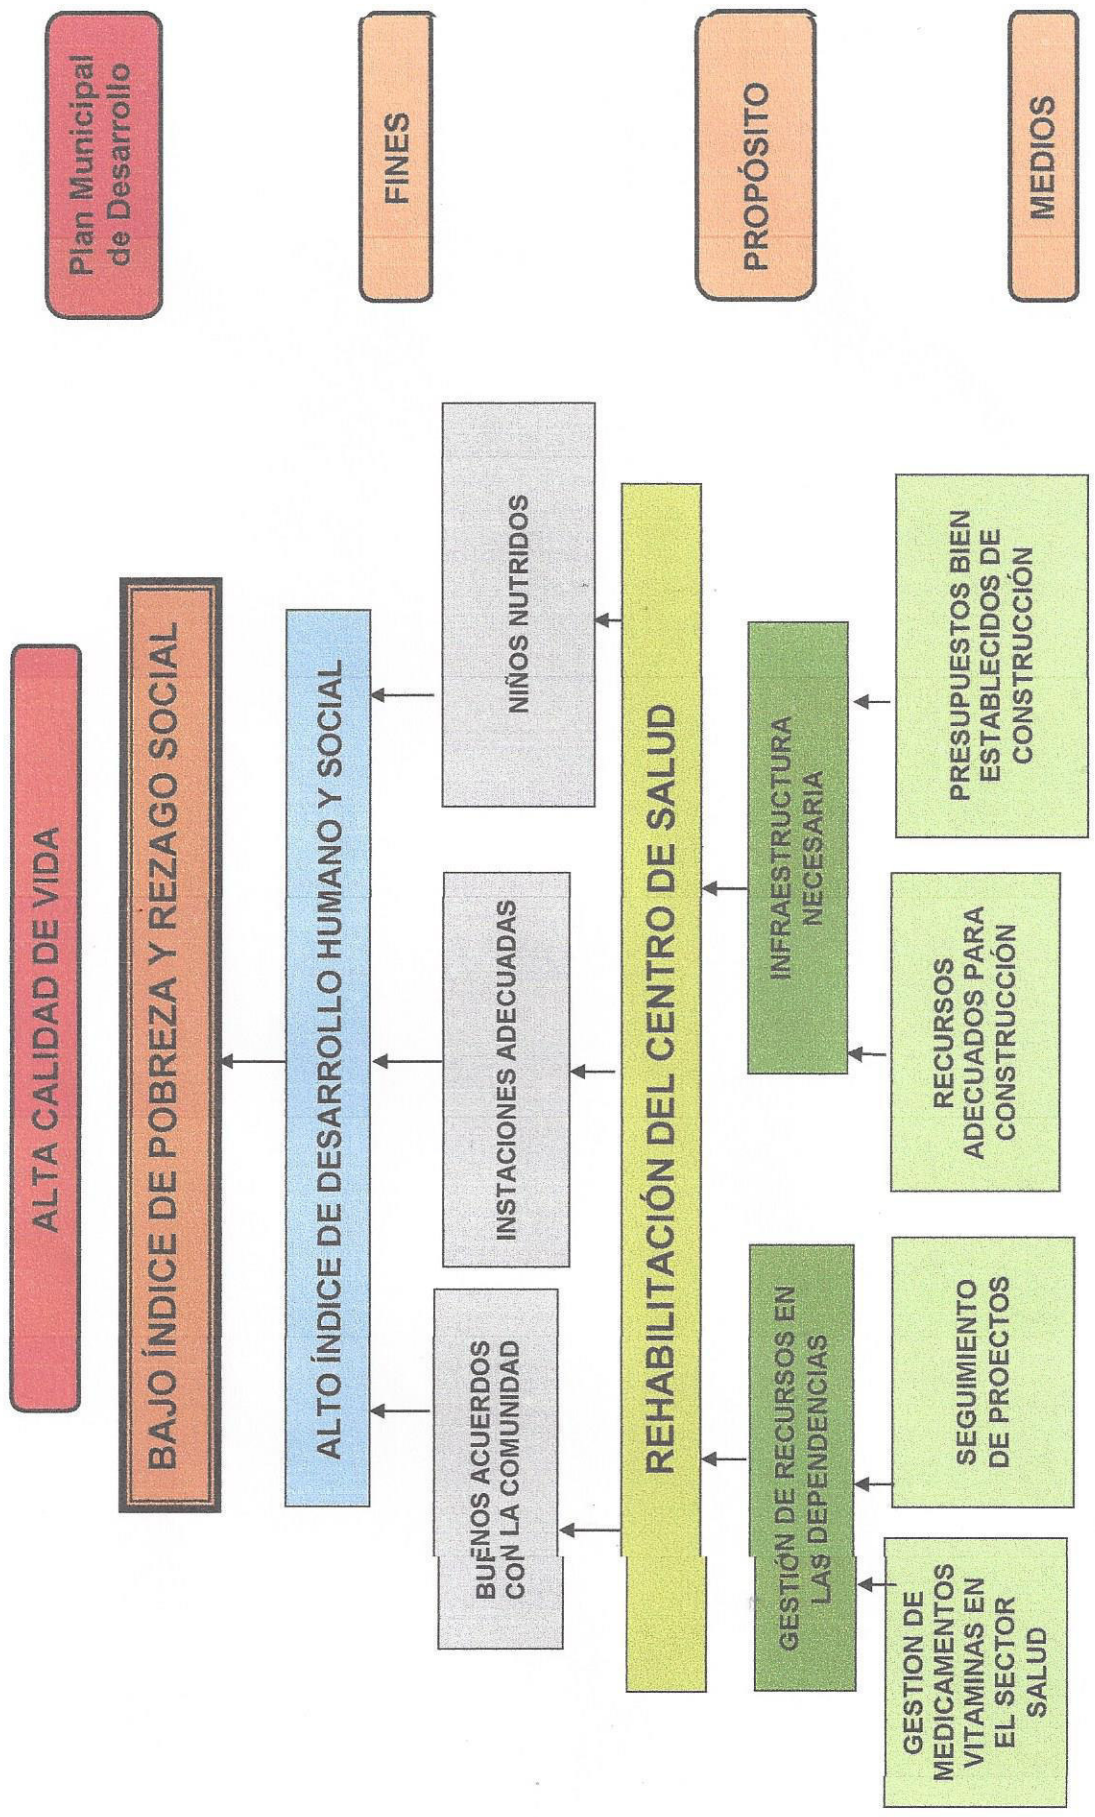 ALTA CALIDAD DE VIDA
Plan Municipal
de Desarrollo
BAJO ÍNDICE DE POBREZA Y REZAGO SOCIAL
ALTO ÍNDICE DE DESARROLLO HUMANO Y SOCIAL
FINES
BUENOS ACUERDOS
CON LA COMUNIDAD
INSTACIONES ADECUADAS
NIÑOS NUTRIDOS
REHABILITACIÓN DEL CENTRO DE SALUD
PROPÓSITO
GESTIÓN DE RECURSOS EN
LAS DEPENDENCIAS
INFRAESTRUCTURA
NECESARIA
GESTION DE
MEDICAMENTOS
VITAMINAS EN
EL SECTOR
SALUD
SEGUIMIENTO
DE PROECTOS
RECURSOS
ADECUADOS PARA
CONSTRUCCIÓN
PRESUPUESTOS BIEN
ESTABLECIDOS DE
CONSTRUCCIÓN
MEDIOS